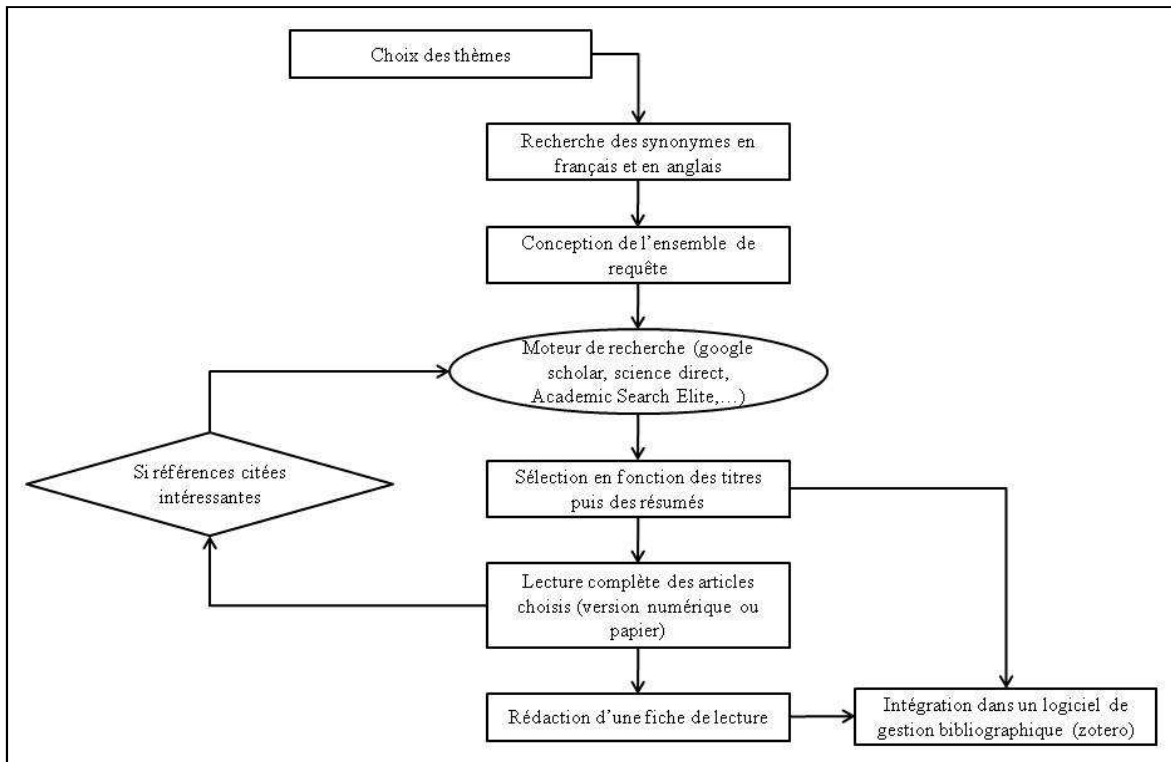 Choix des thèmes
Recherche des synonymes en
français et en anglais
Conception de l'ensemble de
requête
Moteur de recherche (google
scholar, science direct,
Academic Search Elite,...)
Si références citées
intéressantes
Sélection en fonction des titres
puis des résumés
Lecture complète des articles
choisis (version numérique ou
papier)
Rédaction d'une fiche de lecture
Intégration dans un logiciel de
gestion bibliographique (zotero)